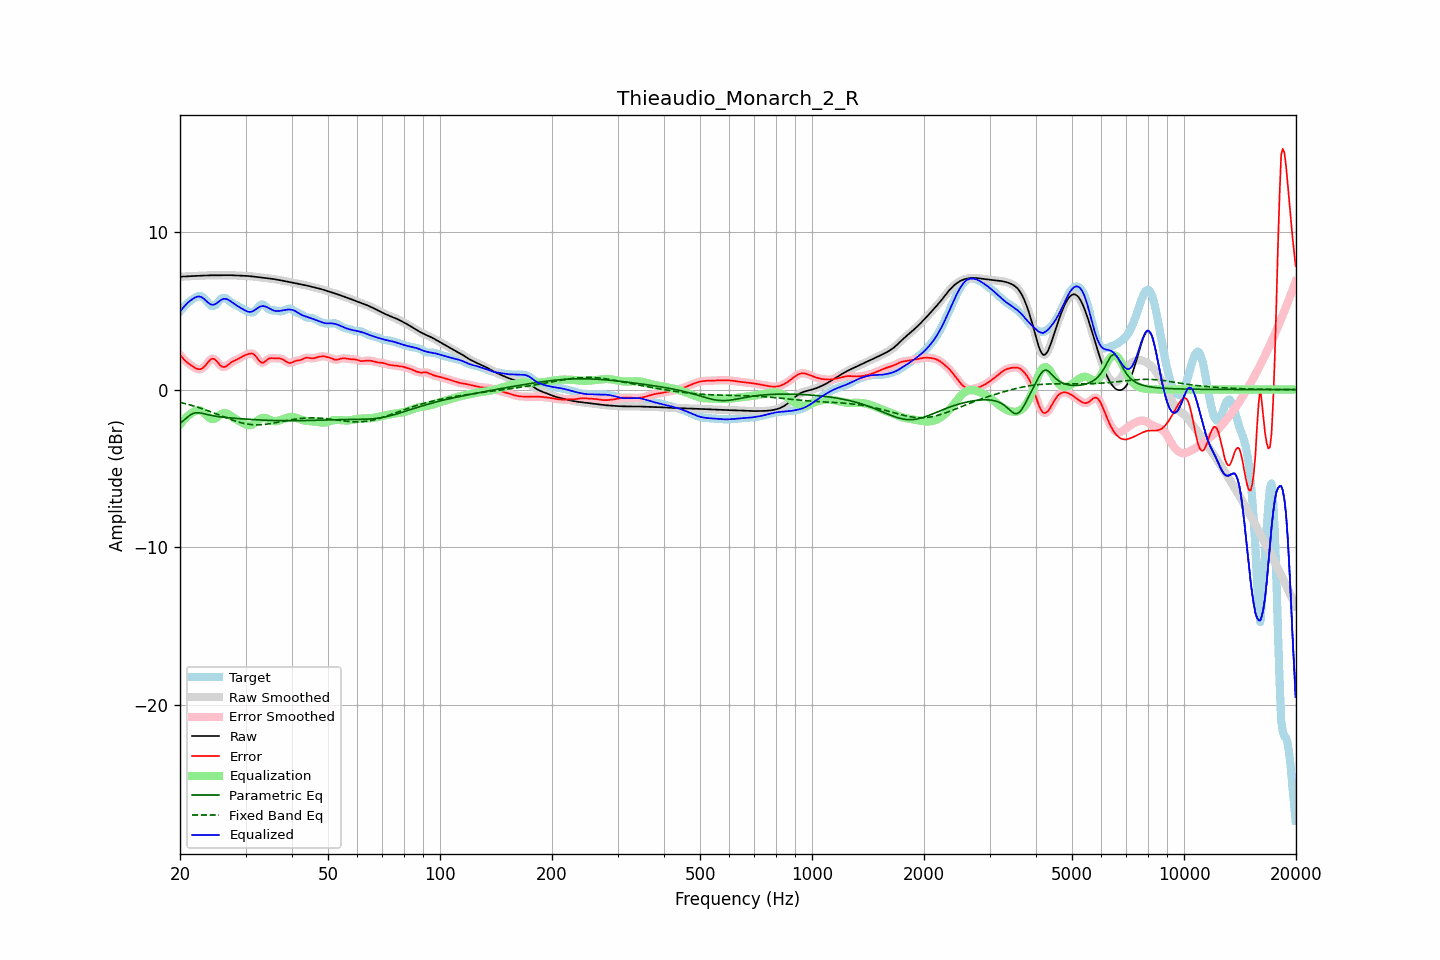 Thieaudio_Monarch_2_R
Amplitude (dBr)
10
0
−10
−20
Target
Raw Smoothed
Error Smoothed
Raw
Error
Equalization
Parametric Eq
Fixed Band Eq
Equalized
20 50 100 200 500 1000 2000 5000 10000 20000
Frequency (Hz)